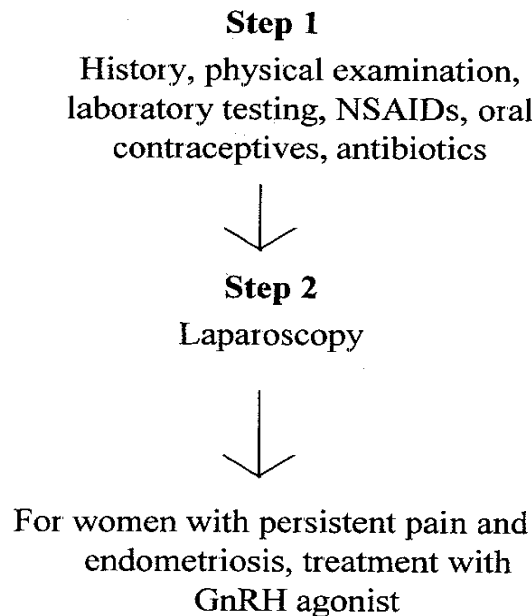 Step 1
History, physical examination,
laboratory testing, NSAIDs, oral
contraceptives, antibiotics
Step 2
Laparoscopy
For women with persistent pain and
endometriosis, treatment with
GnRH agonist